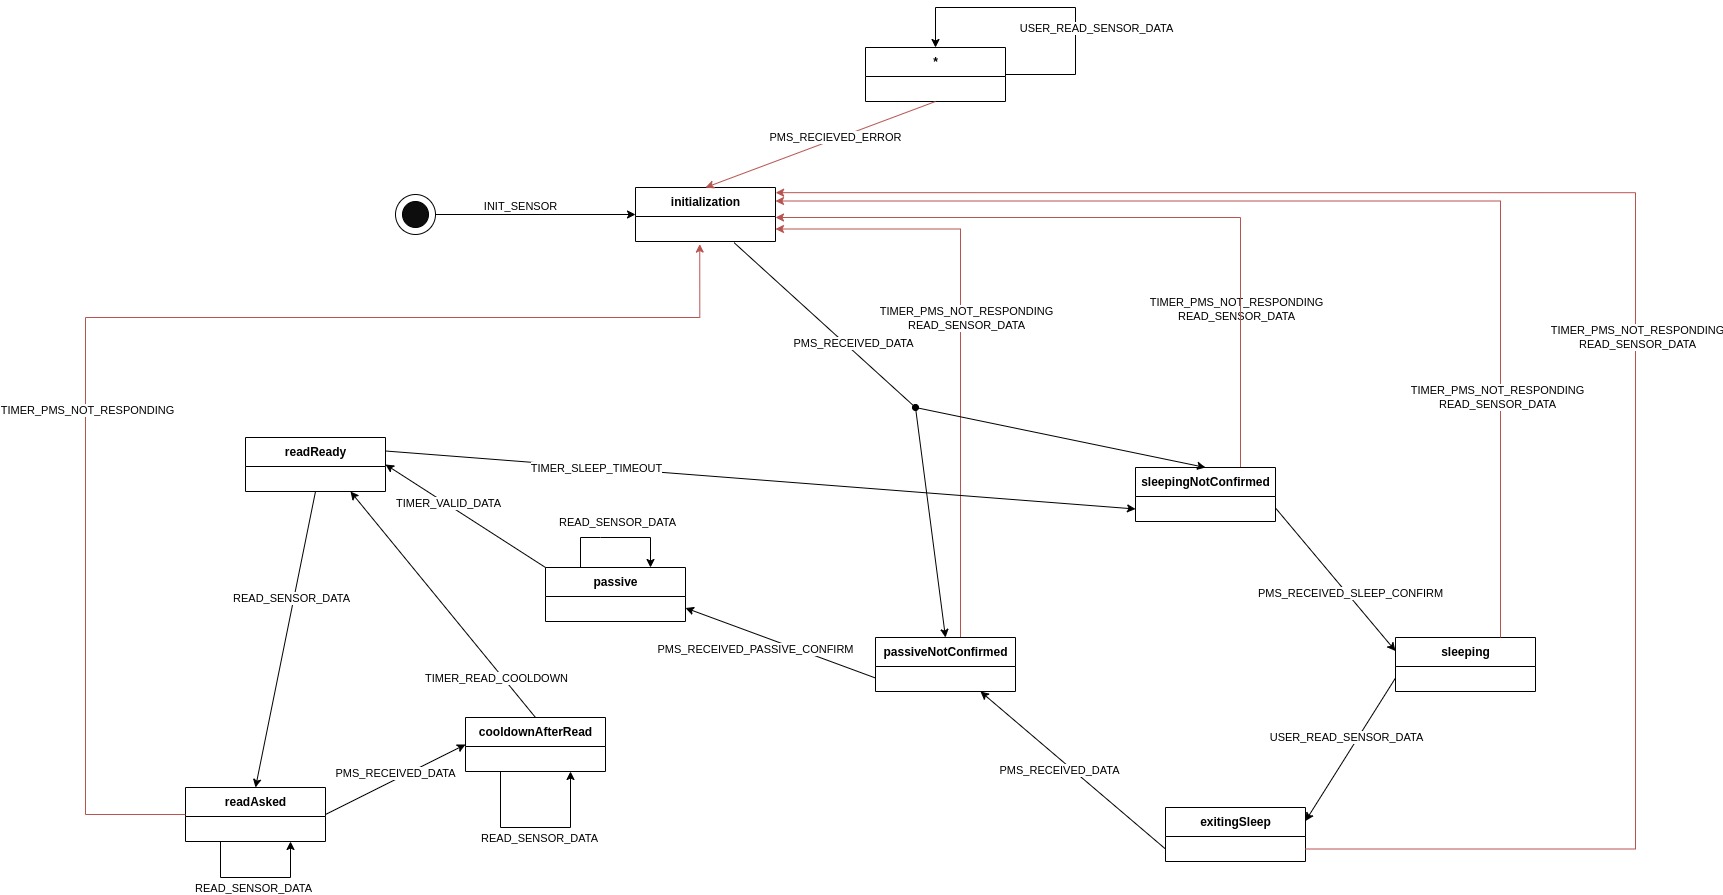 USER_READ_SENSOR_DATA
*
PMS_RECIEVED_ERROR
initialization
INIT_SENSOR
TIMER_PMS_NOT_RESPONDING
READ_SENSOR_DATA
TIMER_PMS_NOT_RESPONDING
READ_SENSOR_DATA
TIMER_PMS_NOT_RESPONDING
READ_SENSOR_DATA
PMS_RECEIVED_DATA
TIMER_PMS_NOT_RESPONDING
READ_SENSOR_DATA
TIMER_PMS_NOT_RESPONDING
readReady
TIMER_SLEEP_TIMEOUT
sleepingNotConfirmed
TIMER_VALID_DATA
READ_SENSOR_DATA
passive
PMS_RECEIVED_SLEEP_CONFIRM
READ_SENSOR_DATA
PMS_RECEIVED_PASSIVE_CONFIRM
passiveNotConfirmed
sleeping
TIMER_READ_COOLDOWN
cooldownAfterRead
USER_READ_SENSOR_DATA
PMS_RECEIVED_DATA
PMS_RECEIVED_DATA
readAsked
exitingSleep
READ_SENSOR_DATA
READ_SENSOR_DATA